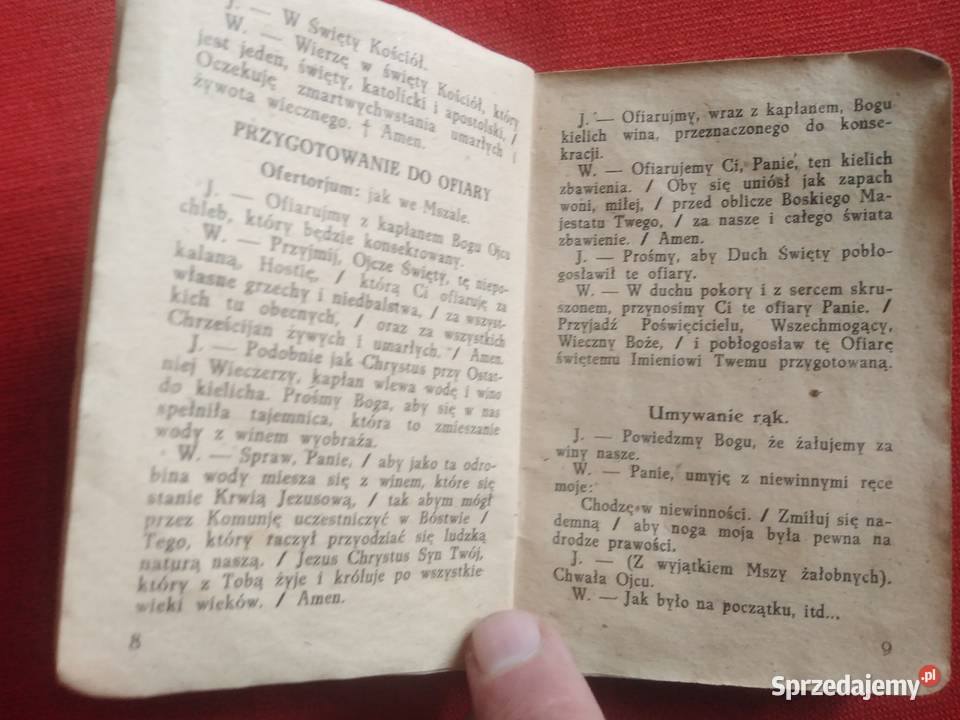 J. — W Święty Kościół.
W. — Wierzę w święty Kościół, który
jest jeden, święty, katolicki i apostolski. /
Oczekuję zmartwychwstania umarłych i
żywota wiecznego. † Amen.
PRZYGOTOWANIE DO OFIARY
Ofertorjum: jak we Mszale.
J. — Ofiarujmy z kapłanem Bogu Ojcu
chleb, który będzie konsekrowany.
W. — Przyjmij, Ojcze Święty, tę niepo-
kalaną, Hostię, / którą Ci ofiaruję za
własne grzechy i niedbalstwa, / za wszyst-
kich tu obecnych, / oraz za wszystkich
Chrześcijan żywych i umarłych. / Amen.
J. — Podobnie jak Chrystus przy Ostat-
niej Wieczerzy, kapłan wlewa wodę i wino
do kielicha. Prośmy Boga, aby się w nas
spełniła tajemnica, która to zmieszanie
wody z winem wyobraża.
W. — Spraw, Panie, / aby jako ta odro-
bina wody miesza się z winem, które się
stanie Krwią Jezusową, / tak abym mógł
przez Komunję uczestniczyć w Bóstwie /
Tego, który raczył przyodziać się ludzką
naturą naszą. / Jezus Chrystus Syn Twój,
który z Tobą żyje i króluje po wszystkie
wieki wieków. / Amen.
8
J. — Ofiarujmy, wraz z kapłanem, Bogu
kielich wina, przeznaczonego do konse-
kracji.
W. — Ofiarujemy Ci, Panie, ten kielich
zbawienia. / Oby się uniósł jak zapach
woni, miłej, / przed oblicze Boskiego Ma-
jestatu Twego, / za nasze i całego świata
zbawienie. / Amen.
J. — Prośmy, aby Duch Święty pobło-
gosławił te ofiary.
W. — W duchu pokory i z sercem skru-
szonem, przynosimy Ci te ofiary Panie. /
Przyjadź Poświęcicielu, Wszechmogący,
Wieczny Boże, / i pobłogosław tę Ofiarę
świętemu Imieniowi Twemu przygotowaną.
Umywanie rąk.
J. — Powiedzmy Bogu, że żałujemy za
winy nasze.
W. — Panie, umyję z niewinnymi ręce
moje:
Chodzę w niewinności. / Zmiłuj się na-
demną / aby noga moja była pewna na
drodze prawości.
J. — (Z wyjątkiem Mszy żałobnych).
Chwała Ojcu.
W. — Jak było na początku, itd...
9
Sprzedajemy.pl